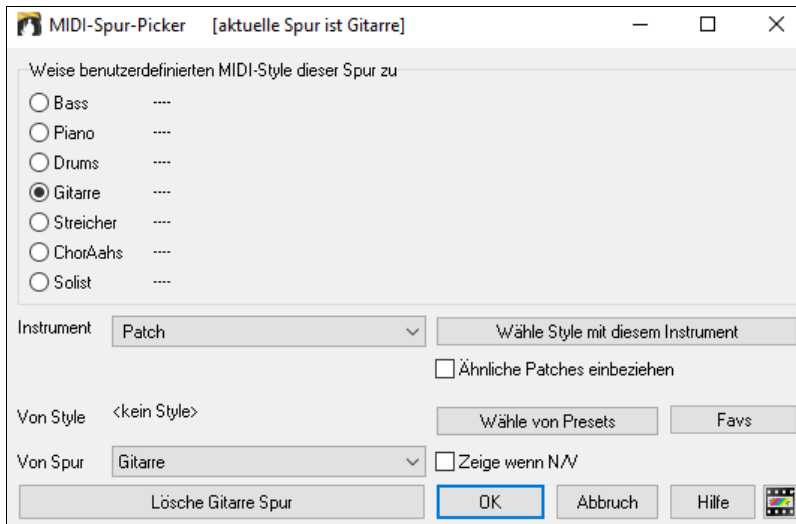 MIDI-Spur-Picker [aktuelle Spur ist Gitarre]
Weise benutzerdefinierten MIDI-Style dieser Spur zu
Bass ----
Piano ----
Drums ----
Gitarre ----
Streicher ----
ChorAahs ----
Solist ----
Instrument Patch Wähle Style mit diesem Instrument
Ähnliche Patches einbeziehen
Von Style <kein Style> Wähle von Presets Favs
Von Spur Gitarre Zeige wenn N/V
Lösche Gitarre Spur OK Abbruch Hilfe